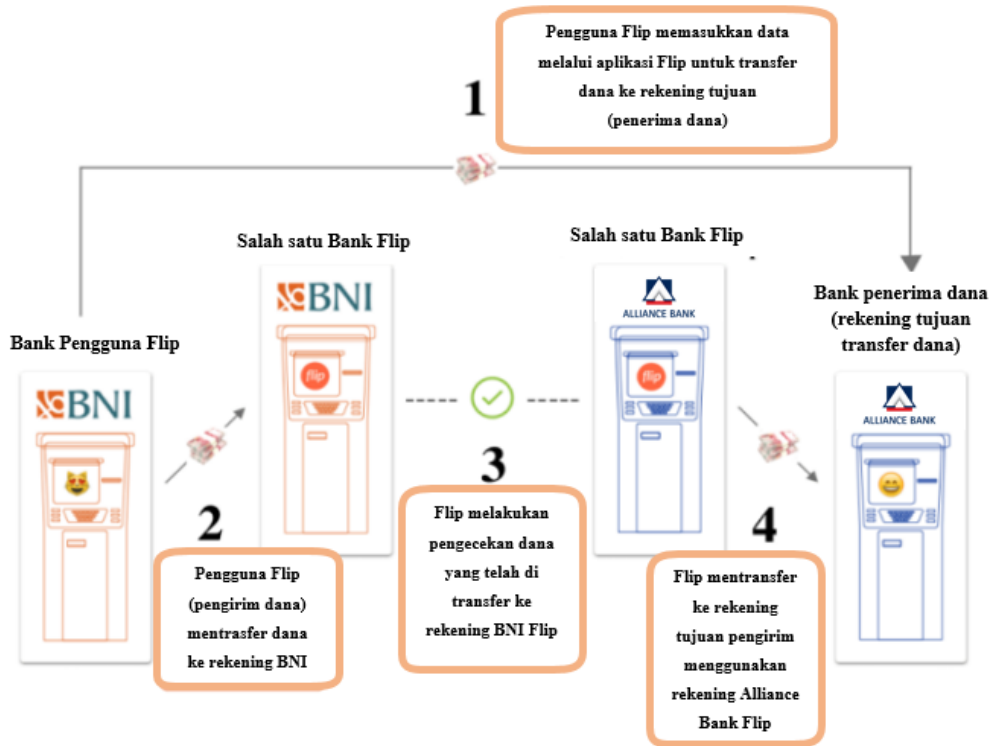 1
Pengguna Flip memasukkan data
melalui aplikasi Flip untuk transfer
dana ke rekening tujuan
(penerima dana)
Salah satu Bank Flip
BNI
flip
Salah satu Bank Flip
ALLIANCE BANK
flip
Bank penerima dana
(rekening tujuan
transfer dana)
ALLIANCE BANK
Bank Pengguna Flip
BNI
2
Pengguna Flip
(pengirim dana)
mentrasfer dana
ke rekening BNI
3
Flip melakukan
pengecekan dana
yang telah di
transfer ke
rekening BNI Flip
4
Flip mentransfer
ke rekening
tujuan pengirim
menggunakan
rekening Alliance
Bank Flip